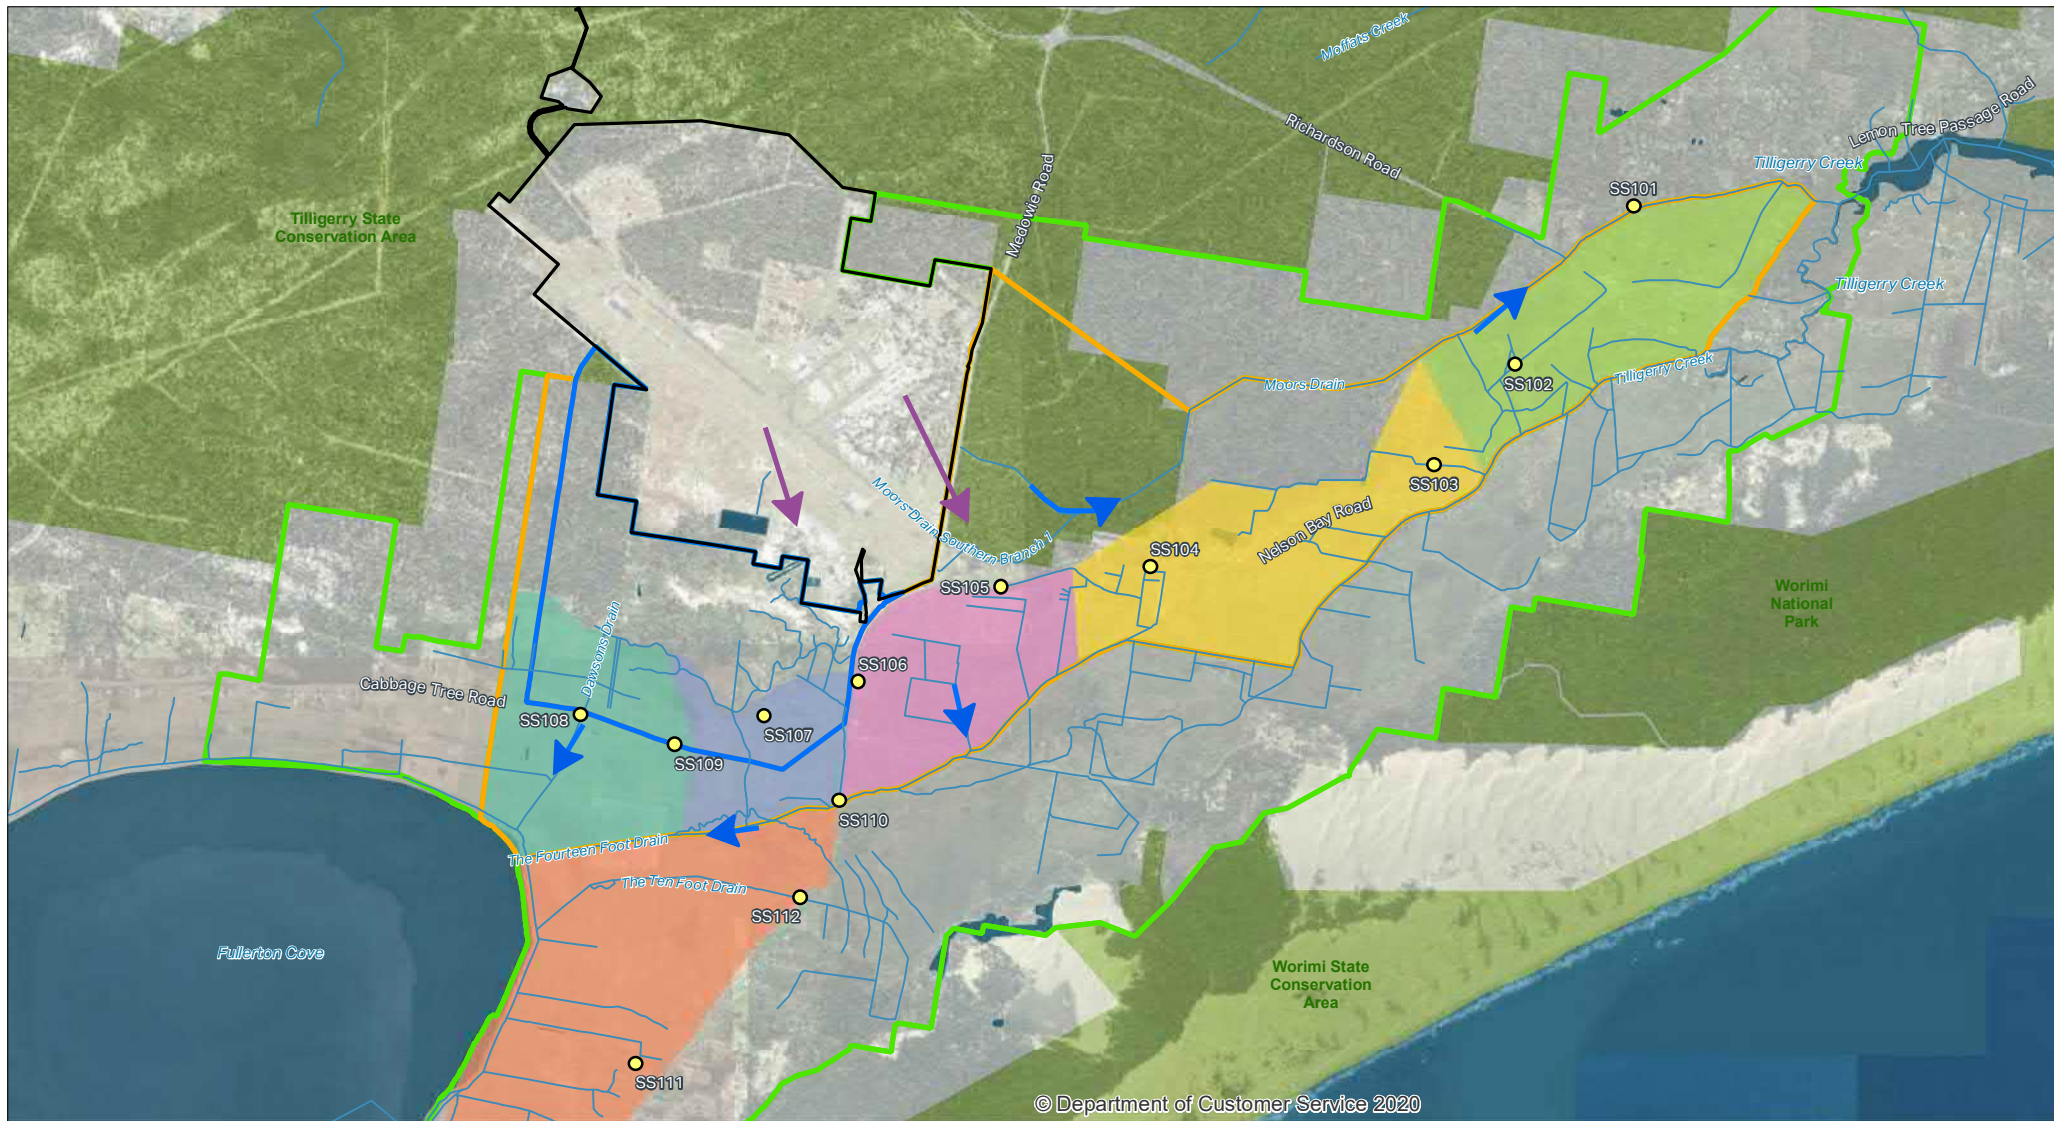 Moffats Creek
Lemon Tree Passage Road
Richardson Road
Tilligerry Creek
Medowie Road
SS101
Tilligerry State
Conservation Area
Tilligerry Creek
Moors Drain
Tilligerry Creek
SS102
SS103
Moors Drain Southern Branch 1
Nelson Bay Road
SS104
SS105
Worimi
National
Park
Dawsons Drain
SS106
Cabbage Tree Road
SS108
SS107
SS109
SS110
The Fourteen Foot Drain
The Ten Foot Drain
SS112
Fullerton Cove
Worimi State
Conservation
Area
SS111
© Department of Customer Service 2020